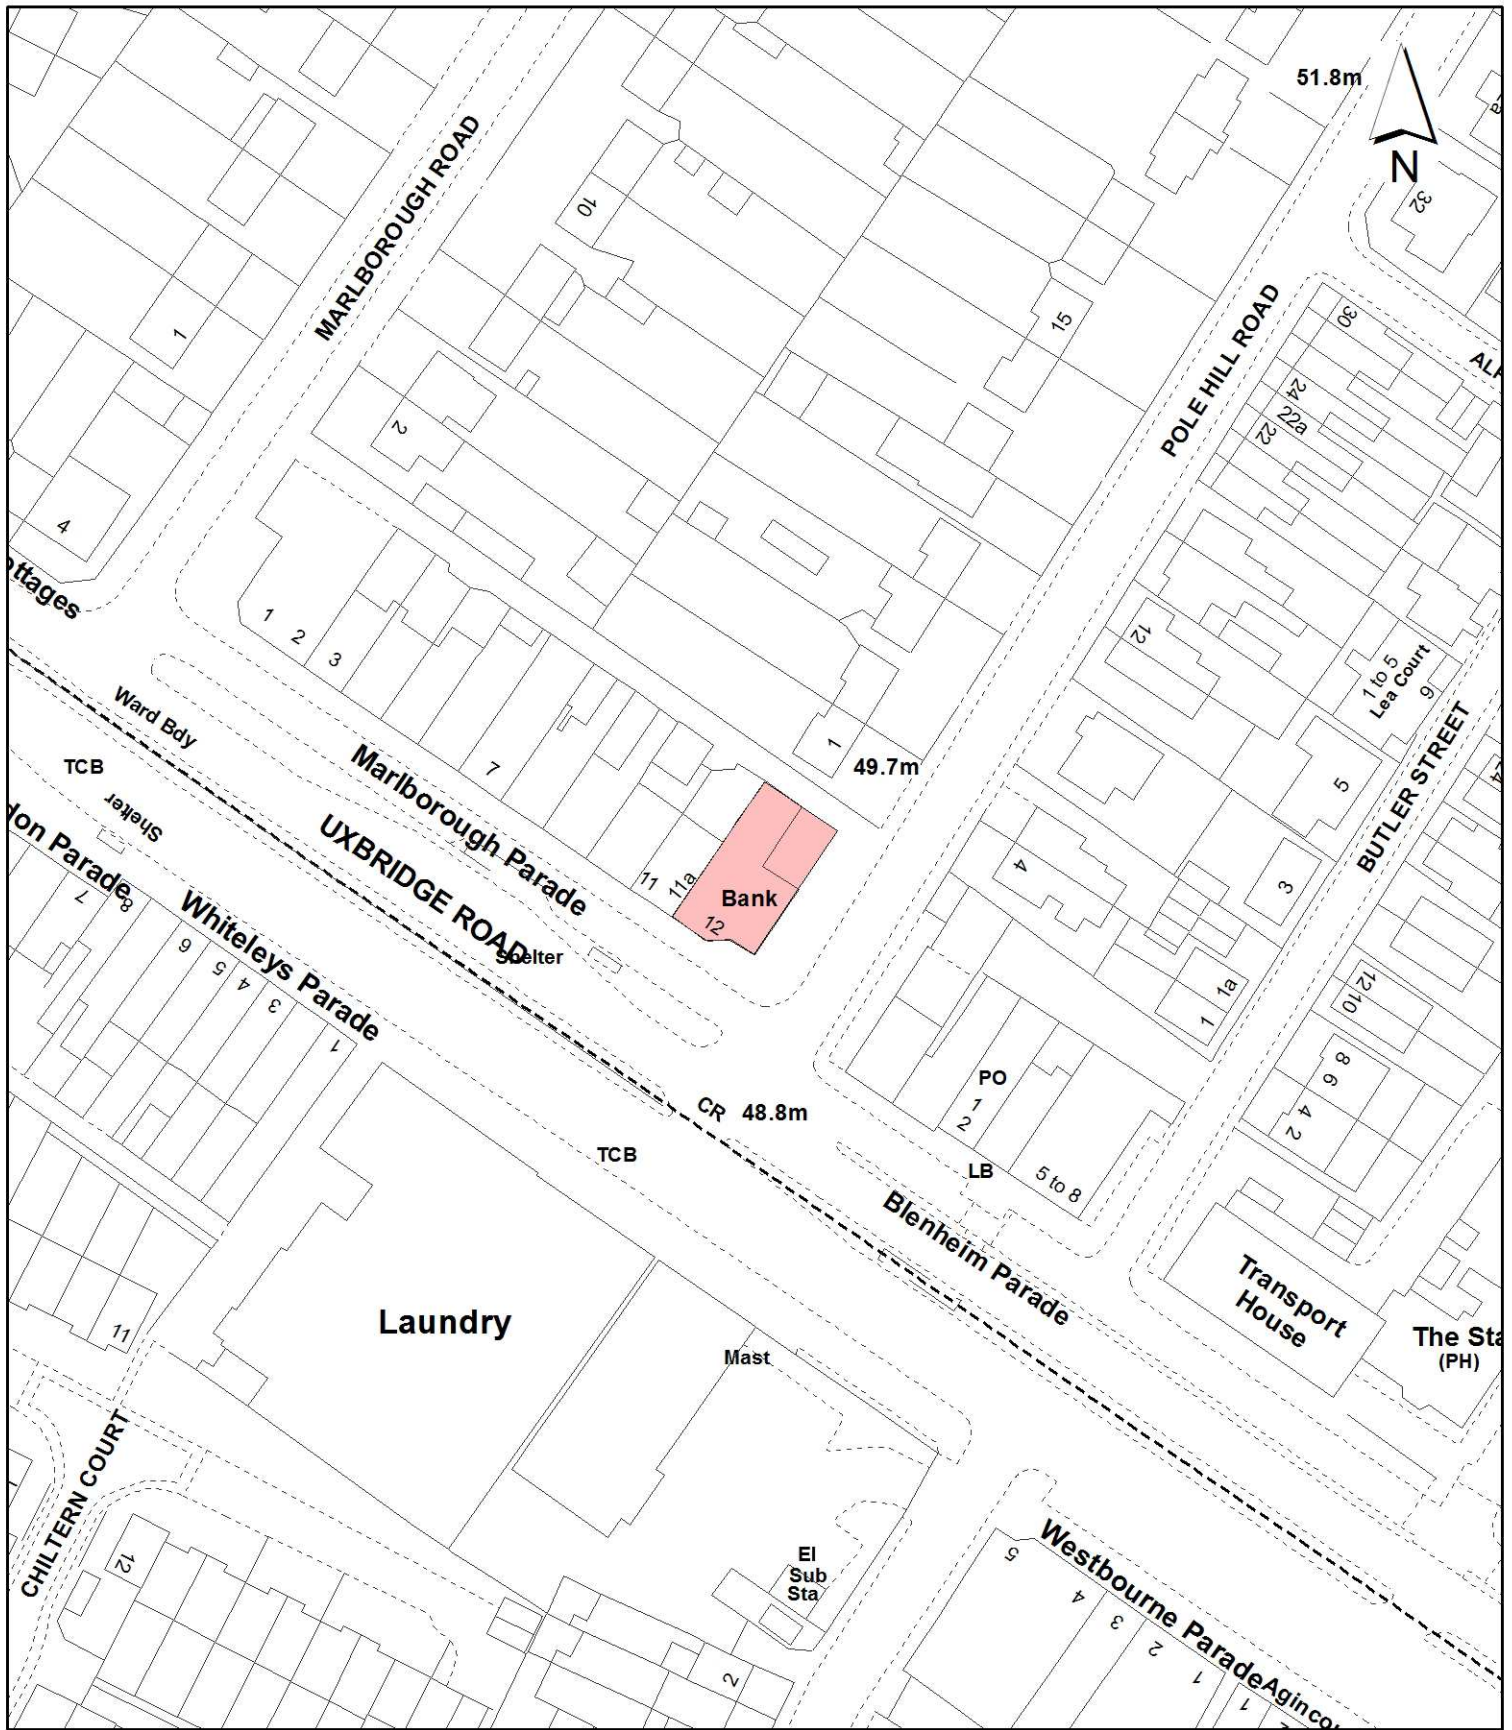 51.8m
N
MARLBOROUGH ROAD
10
32
1
15
POLE HILL ROAD
30
24
22a
22
2
4
ottages
1
2
3
12
1 to 5
Lea Court
6
BUTLER STREET
Ward Bdy
TCB
Shelter
7
Marlborough Parade
1
49.7m
5
UXBRIDGE ROAD
don Parade
7
8
Whiteleys Parade
11
11a
Bank
12
4
3
Shelter
6
5
4
3
1
1a
1
12
10
8
6
4
2
PO
1
2
CR
48.8m
TCB
LB
5 to 8
Blenheim Parade
Transport
House
The Sta
(PH)
Laundry
11
Mast
CHILTERN COURT
12
El
Sub
Sta
2
Westbourne Parade
5
4
3
2
1
Agincou
1